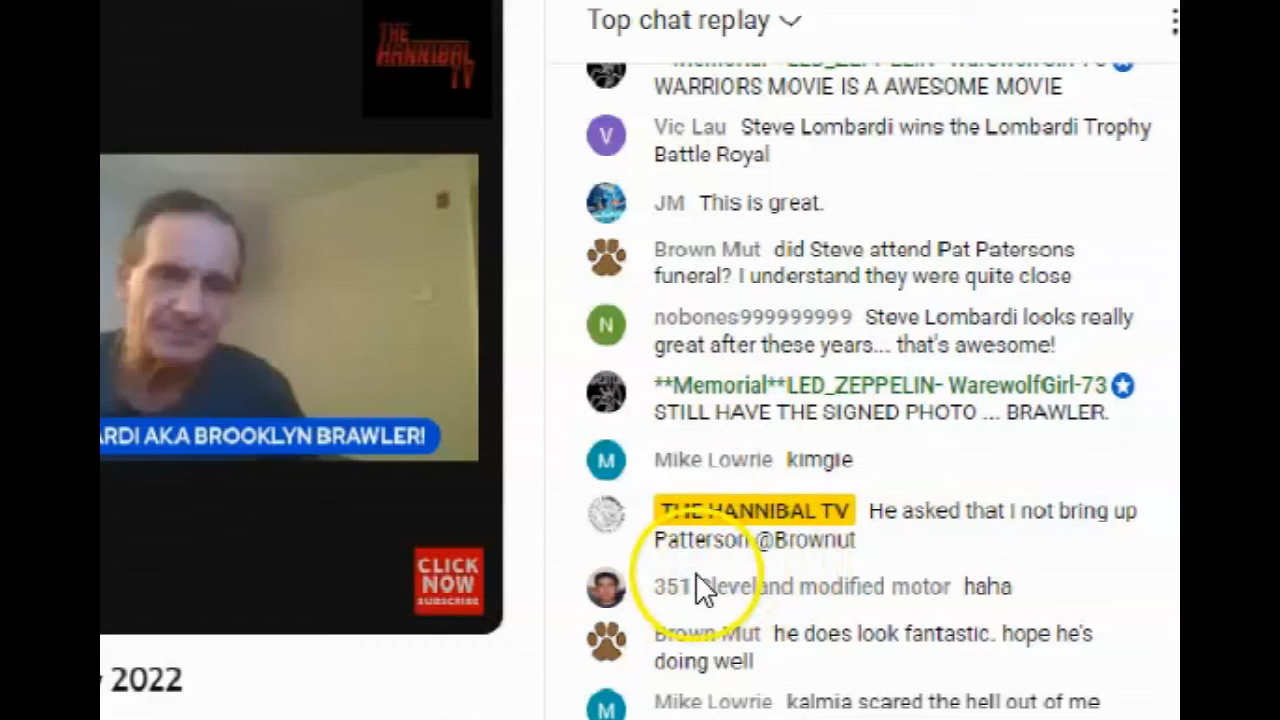 THE
HANNIBAL
TV
ARDI AKA BROOKLYN BRAWLER!
CLICK
NOW
SUBSCRIBE
2022
Top chat replay
**Memorial**LED_ZEPPELIN- WarewolfGirl-73
WARRIORS MOVIE IS A AWESOME MOVIE
V
Vic Lau Steve Lombardi wins the Lombardi Trophy
Battle Royal
JM This is great.
Brown Mut did Steve attend Pat Patersons
funeral? I understand they were quite close
N
nobones999999999 Steve Lombardi looks really
great after these years... that's awesome!
**Memorial**LED_ZEPPELIN- WarewolfGirl-73
STILL HAVE THE SIGNED PHOTO ... BRAWLER.
M
Mike Lowrie kimgie
THE HANNIBAL TV He asked that I not bring up
Patterson @Brownut
351 Cleveland modified motor haha
Brown Mut he does look fantastic. hope he's
doing well
M
Mike Lowrie kalmia scared the hell out of me